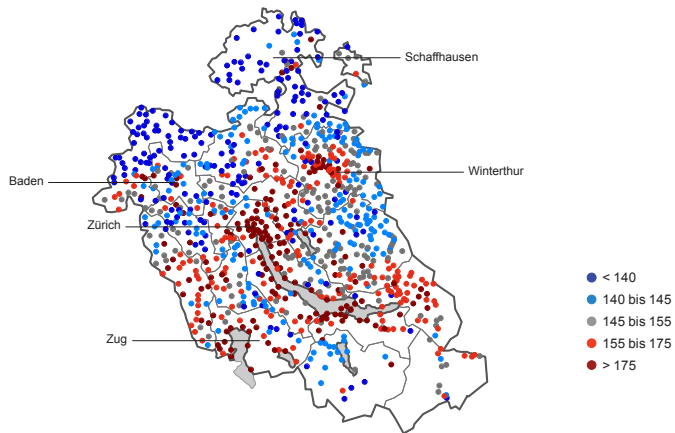 Schaffhausen
Winterthur
Baden
Zürich
Zug
< 140
140 bis 145
145 bis 155
155 bis 175
> 175